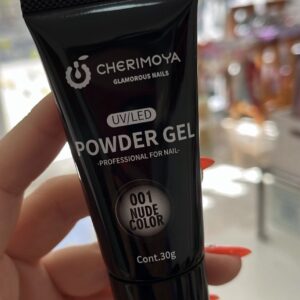 CHERIMOYA
GLAMOROUS NAILS
UV/LED
POWDER GEL
-PROFESSIONAL FOR NAIL-
001
NUDE
COLOR
Cont.30g